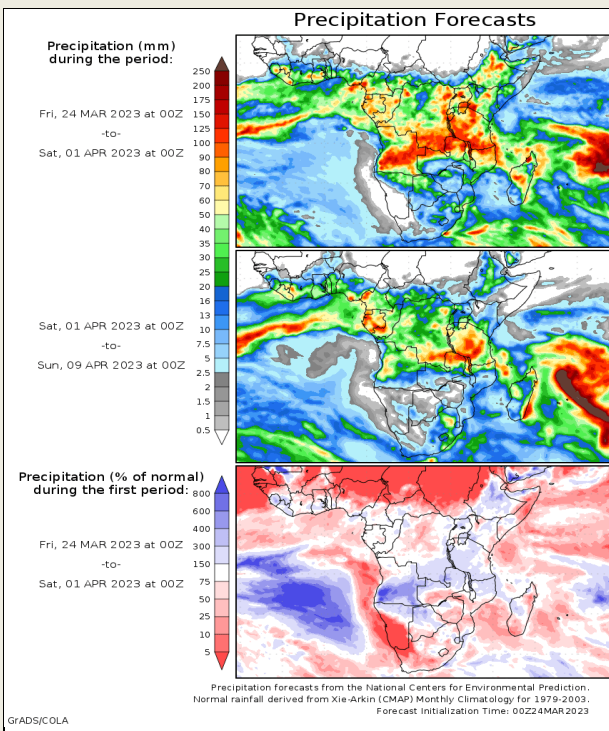 Precipitation Forecasts
Precipitation (mm)
during the period:
250
200
175
150
125
100
90
80
70
60
50
40
35
30
25
20
16
13
10
7.5
5
2.5
2
1.5
1
0.5
Fri, 24 MAR 2023 at 00Z
-to-
Sat, 01 APR 2023 at 00Z
Sat, 01 APR 2023 at 00Z
-to-
Sun, 09 APR 2023 at 00Z
Precipitation (% of normal)
during the first period:
800
600
400
300
150
75
50
25
10
5
Fri, 24 MAR 2023 at 00Z
-to-
Sat, 01 APR 2023 at 00Z
Precipitation forecasts from the National Centers for Environmental Prediction.
Normal rainfall derived from Xie-Arkin (CMAP) Monthly Climatology for 1979-2003.
Forecast Initialization Time: 00Z24MAR2023
GrADS/COLA